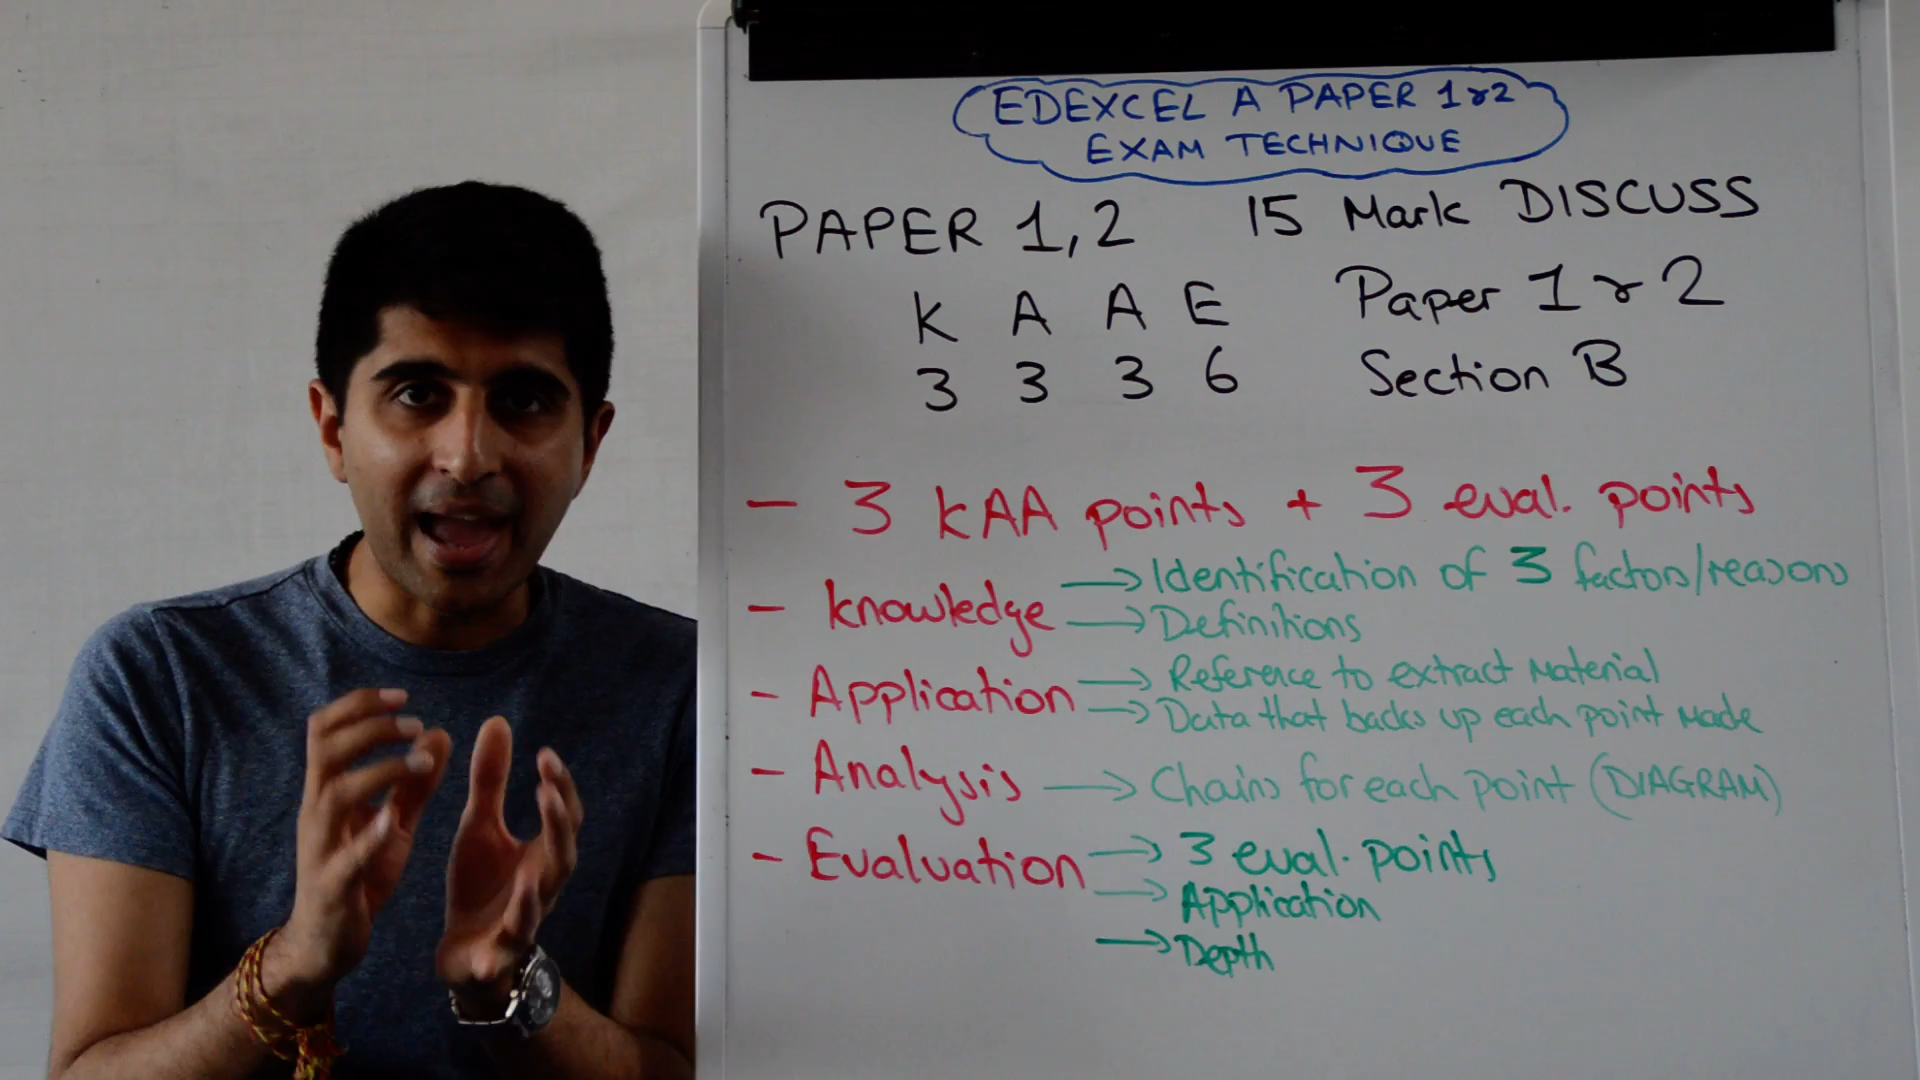 EDEXCEL A PAPER 1&2
EXAM TECHNIQUE
PAPER 1,2 15 Mark DISCUSS
K A A E Paper 1 & 2
3 3 3 6 Section B
- 3 KAA points + 3 eval. points
- Knowledge → Identification of 3 factors/reasons
→ Definitions
- Application → Reference to extract material
→ Data that backs up each point made
- Analysis → Chains for each point (DIAGRAM)
- Evaluation → 3 eval. points
→ Application
→ Depth